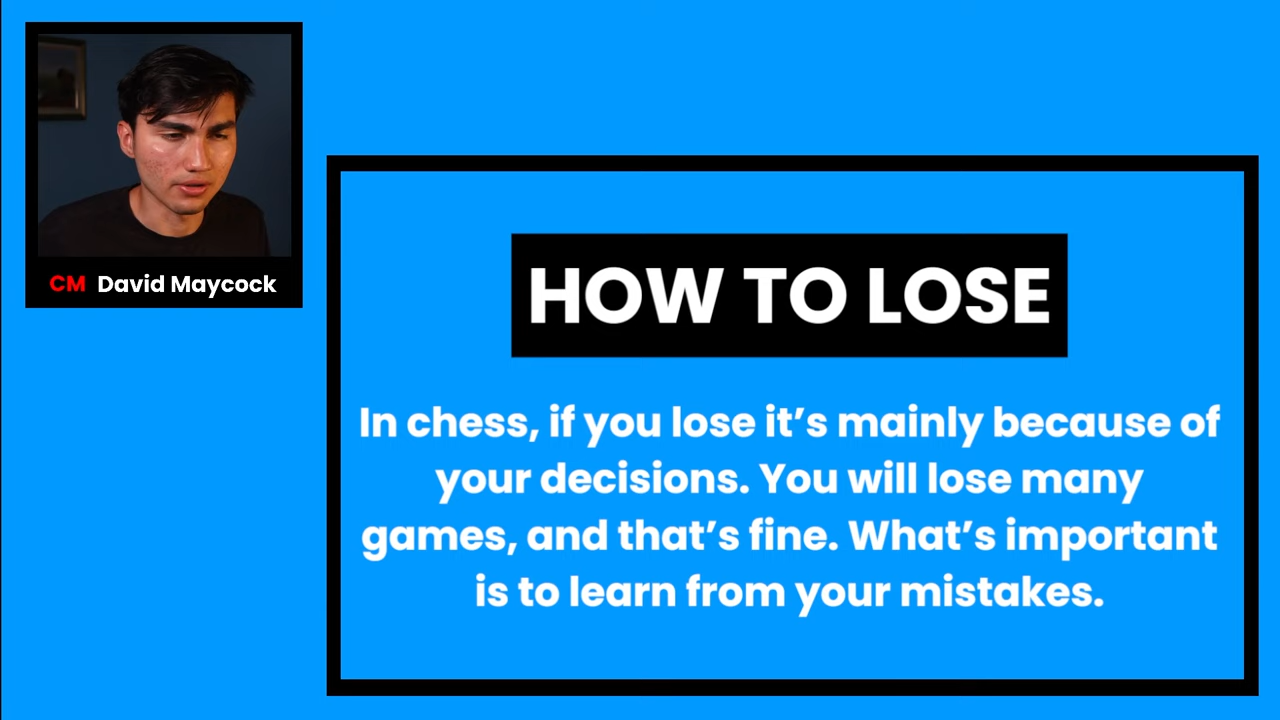 CM David Maycock
HOW TO LOSE
In chess, if you lose it’s mainly because of
your decisions. You will lose many
games, and that’s fine. What’s important
is to learn from your mistakes.